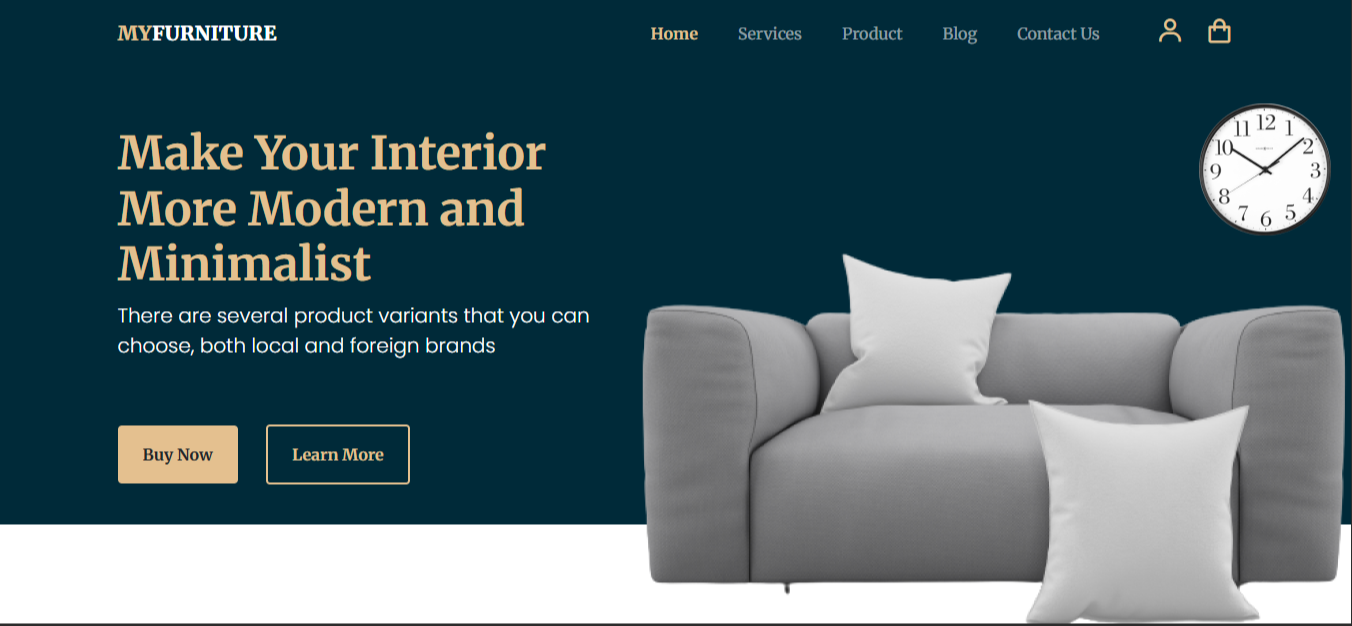 MYFURNITURE
Home
Services
Product
Blog
Contact Us
Make Your Interior
More Modern and
Minimalist
There are several product variants that you can
choose, both local and foreign brands
Buy Now
Learn More
12
1
2
3
4
5
6
7
8
9
10
11